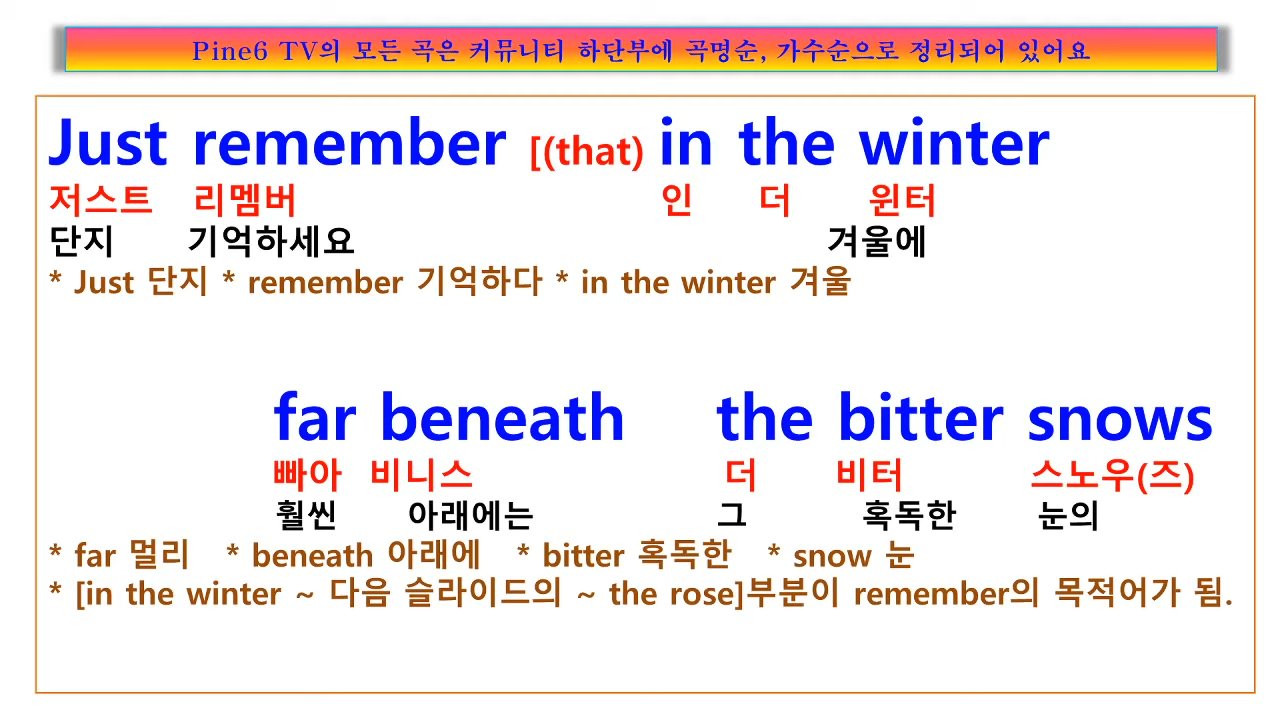 Pine6 TV의 모든 곡은 커뮤니티 하단부에 곡명순, 가수순으로 정리되어 있어요
Just remember [(that) in the winter
저스트 리멤버 인 더 윈터
단지 기억하세요 겨울에
* Just 단지 * remember 기억하다 * in the winter 겨울
far beneath the bitter snows
빠아 비니스 더 비터 스노우(즈)
훨씬 아래에는 그 혹독한 눈의
* far 멀리 * beneath 아래에 * bitter 혹독한 * snow 눈
* [in the winter ~ 다음 슬라이드의 ~ the rose]부분이 remember의 목적어가 됨.